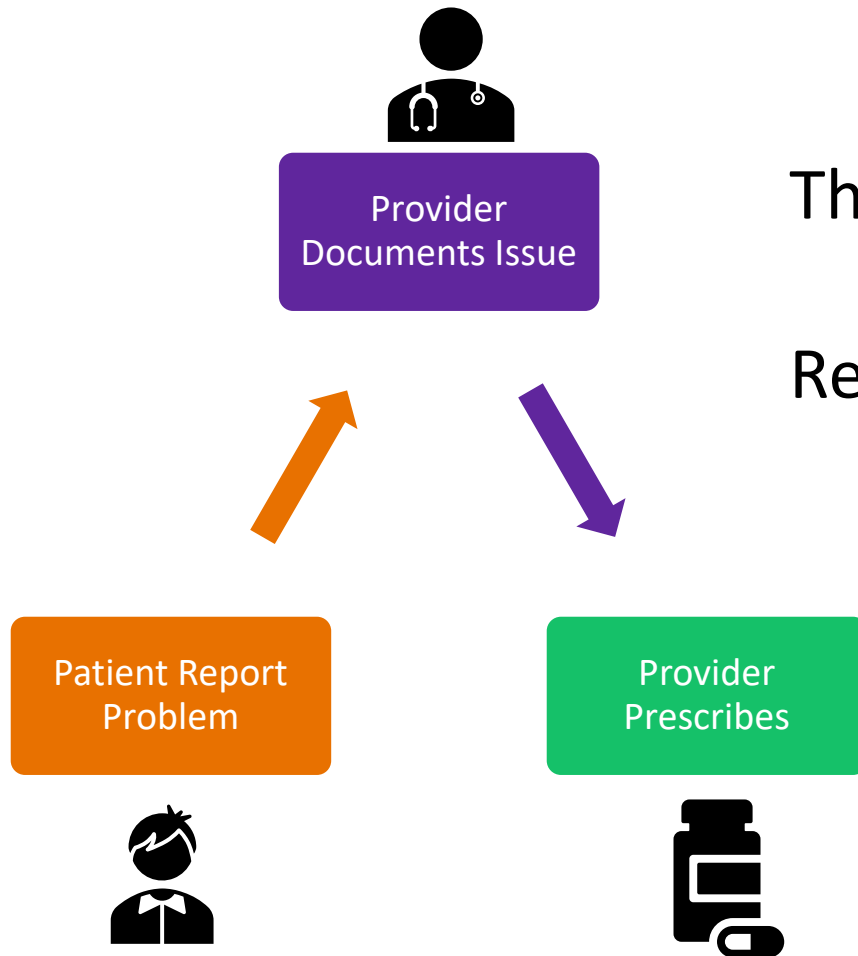 Provider
Documents Issue
Th
Re
Patient Report
Problem
Provider
Prescribes